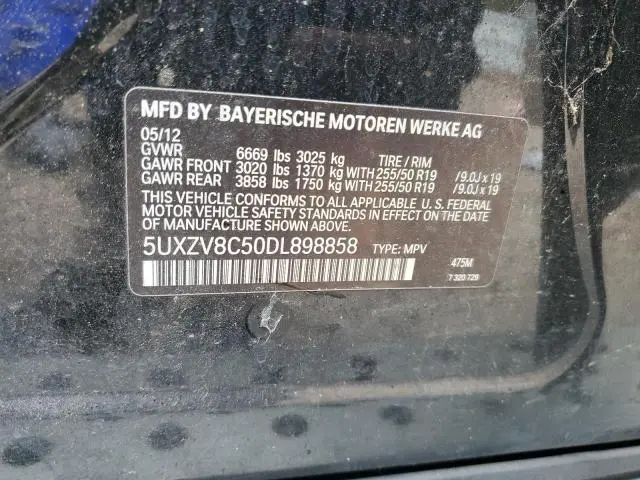 MFD BY BAYERISCHE MOTOREN WERKE AG
05/12
GVWR 6669 lbs 3025 kg TIRE / RIM
GAWR FRONT 3020 lbs 1370 kg WITH 255/50 R19 /9.0J x 19
GAWR REAR 3858 lbs 1750 kg WITH 255/50 R19 /9.0J x 19
THIS VEHICLE CONFORMS TO ALL APPLICABLE U. S. FEDERAL
MOTOR VEHICLE SAFETY STANDARDS IN EFFECT ON THE DATE
OF MANUFACTURE SHOWN ABOVE.
5UXZV8C50DL898858 TYPE: MPV
475M
7 320 729